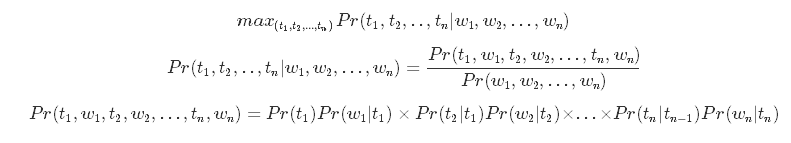 max_{(t_1,t_2,...,t_n)} Pr(t_1, t_2, .., t_n|w_1, w_2, ..., w_n)
Pr(t_1, t_2, .., t_n|w_1, w_2, ..., w_n) = \frac{Pr(t_1, w_1, t_2, w_2, ..., t_n, w_n)}{Pr(w_1, w_2, ..., w_n)}
Pr(t_1, w_1, t_2, w_2, ..., t_n, w_n) = Pr(t_1)Pr(w_1|t_1) × Pr(t_2|t_1)Pr(w_2|t_2)×...×Pr(t_n|t_{n-1})Pr(w_n|t_n)